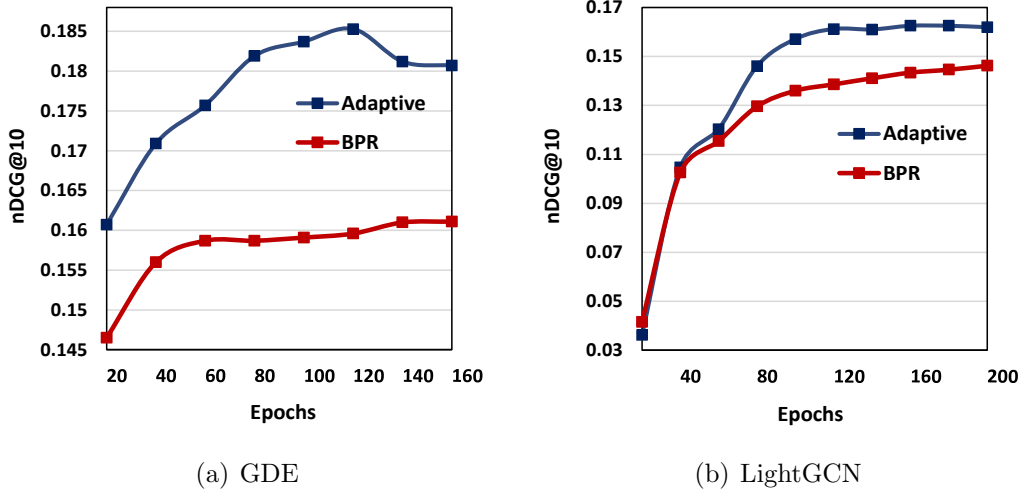 0.185
0.18
0.175
0.17
0.165
0.16
0.155
0.15
0.145
nDCG@10
Adaptive
BPR
20 40 60 80 100 120 140 160
Epochs
(a) GDE
0.17
0.15
0.13
0.11
0.09
0.07
0.05
0.03
nDCG@10
Adaptive
BPR
40 80 120 160 200
Epochs
(b) LightGCN